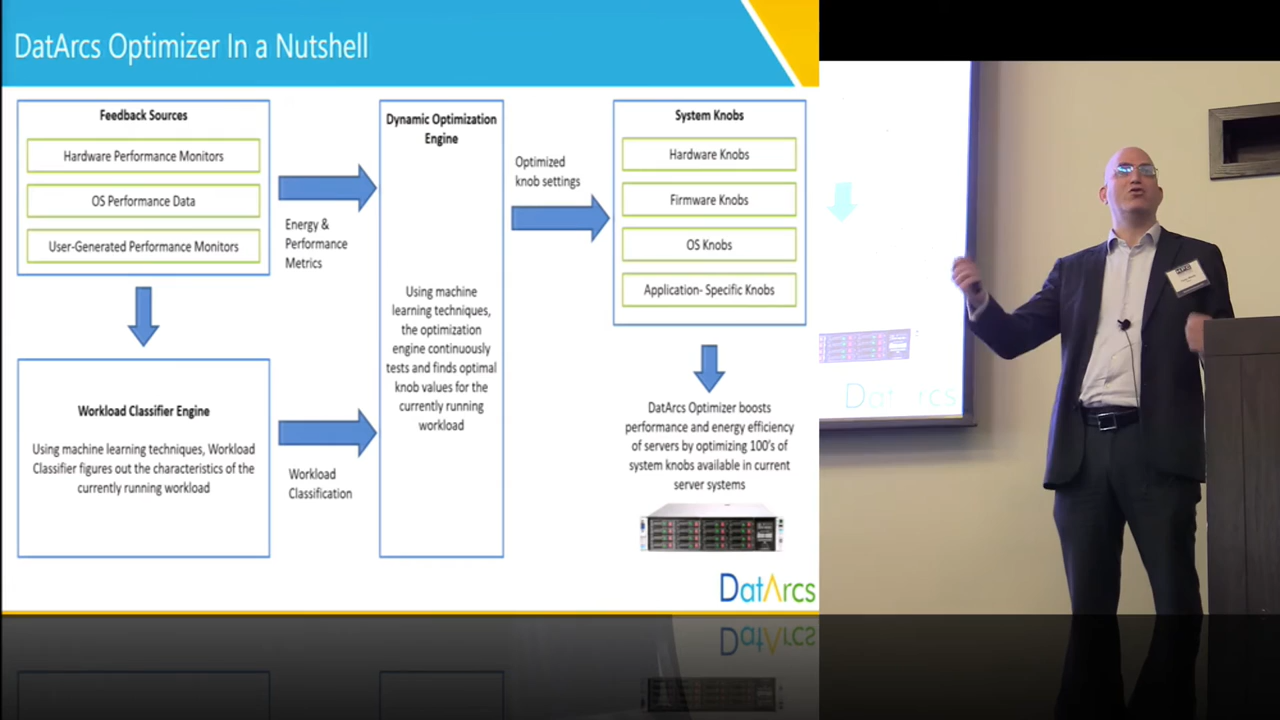 DatArcs Optimizer In a Nutshell
Feedback Sources
Hardware Performance Monitors
OS Performance Data
User-Generated Performance Monitors
Energy &
Performance
Metrics
Workload Classifier Engine
Using machine learning techniques, Workload
Classifier figures out the characteristics of the
currently running workload
Workload
Classification
Dynamic Optimization
Engine
Using machine
learning techniques,
the optimization
engine continuously
tests and finds optimal
knob values for the
currently running
workload
Optimized
knob settings
System Knobs
Hardware Knobs
Firmware Knobs
OS Knobs
Application- Specific Knobs
DatArcs Optimizer boosts
performance and energy efficiency
of servers by optimizing 100's of
system knobs available in current
server systems
DatArcs
DatArcs
HPC